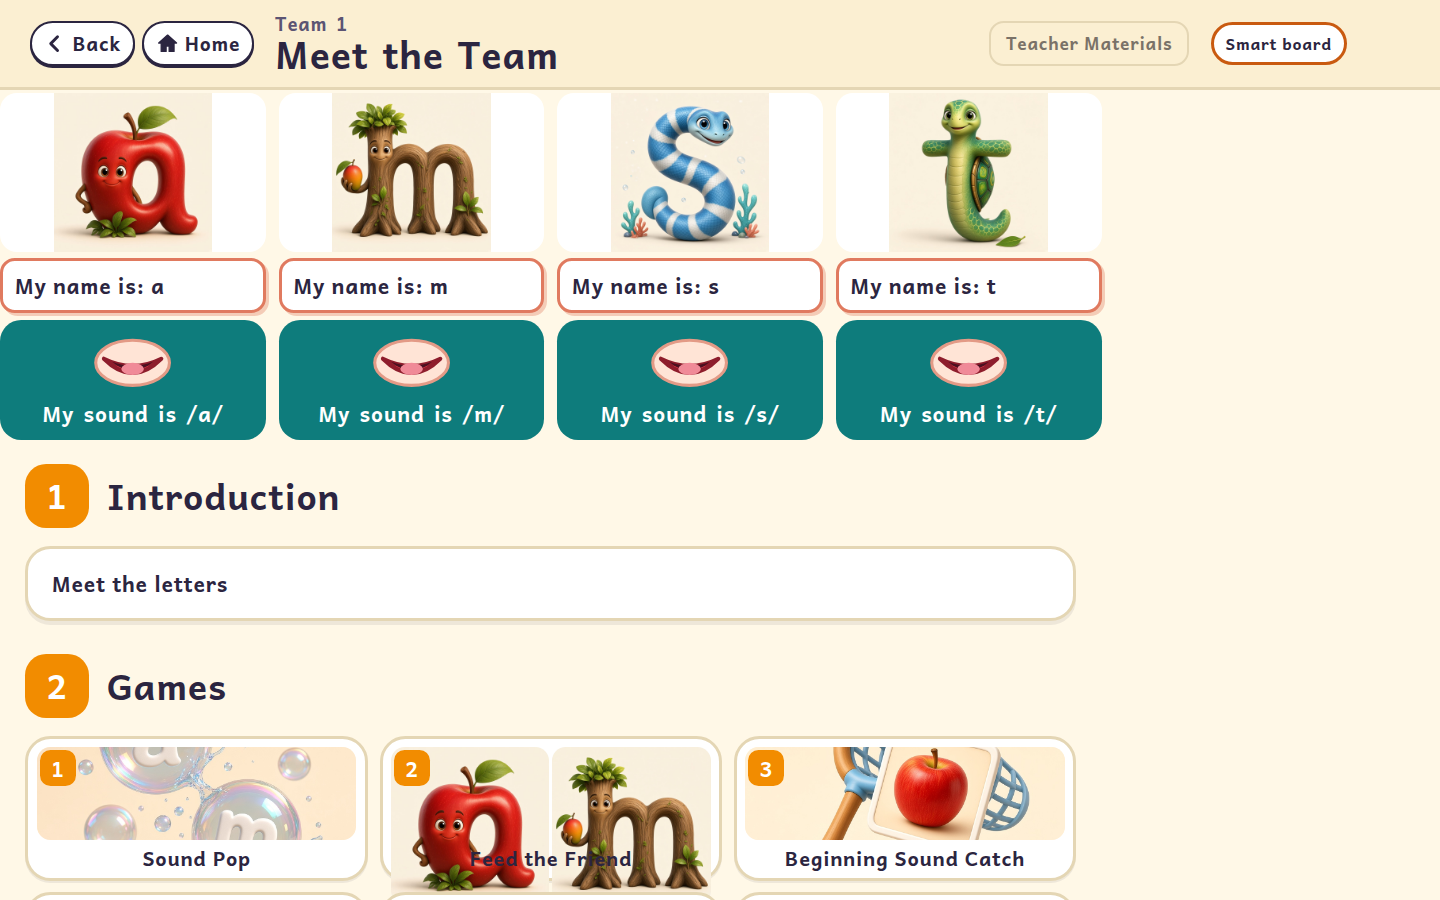 Back
Home
Team 1
Meet the Team
Teacher Materials
Smart board
My name is: a
My name is: m
My name is: s
My name is: t
My sound is /a/
My sound is /m/
My sound is /s/
My sound is /t/
1
Introduction
Meet the letters
2
Games
1
a
m
Sound Pop
2
Feed the Friend
3
Beginning Sound Catch